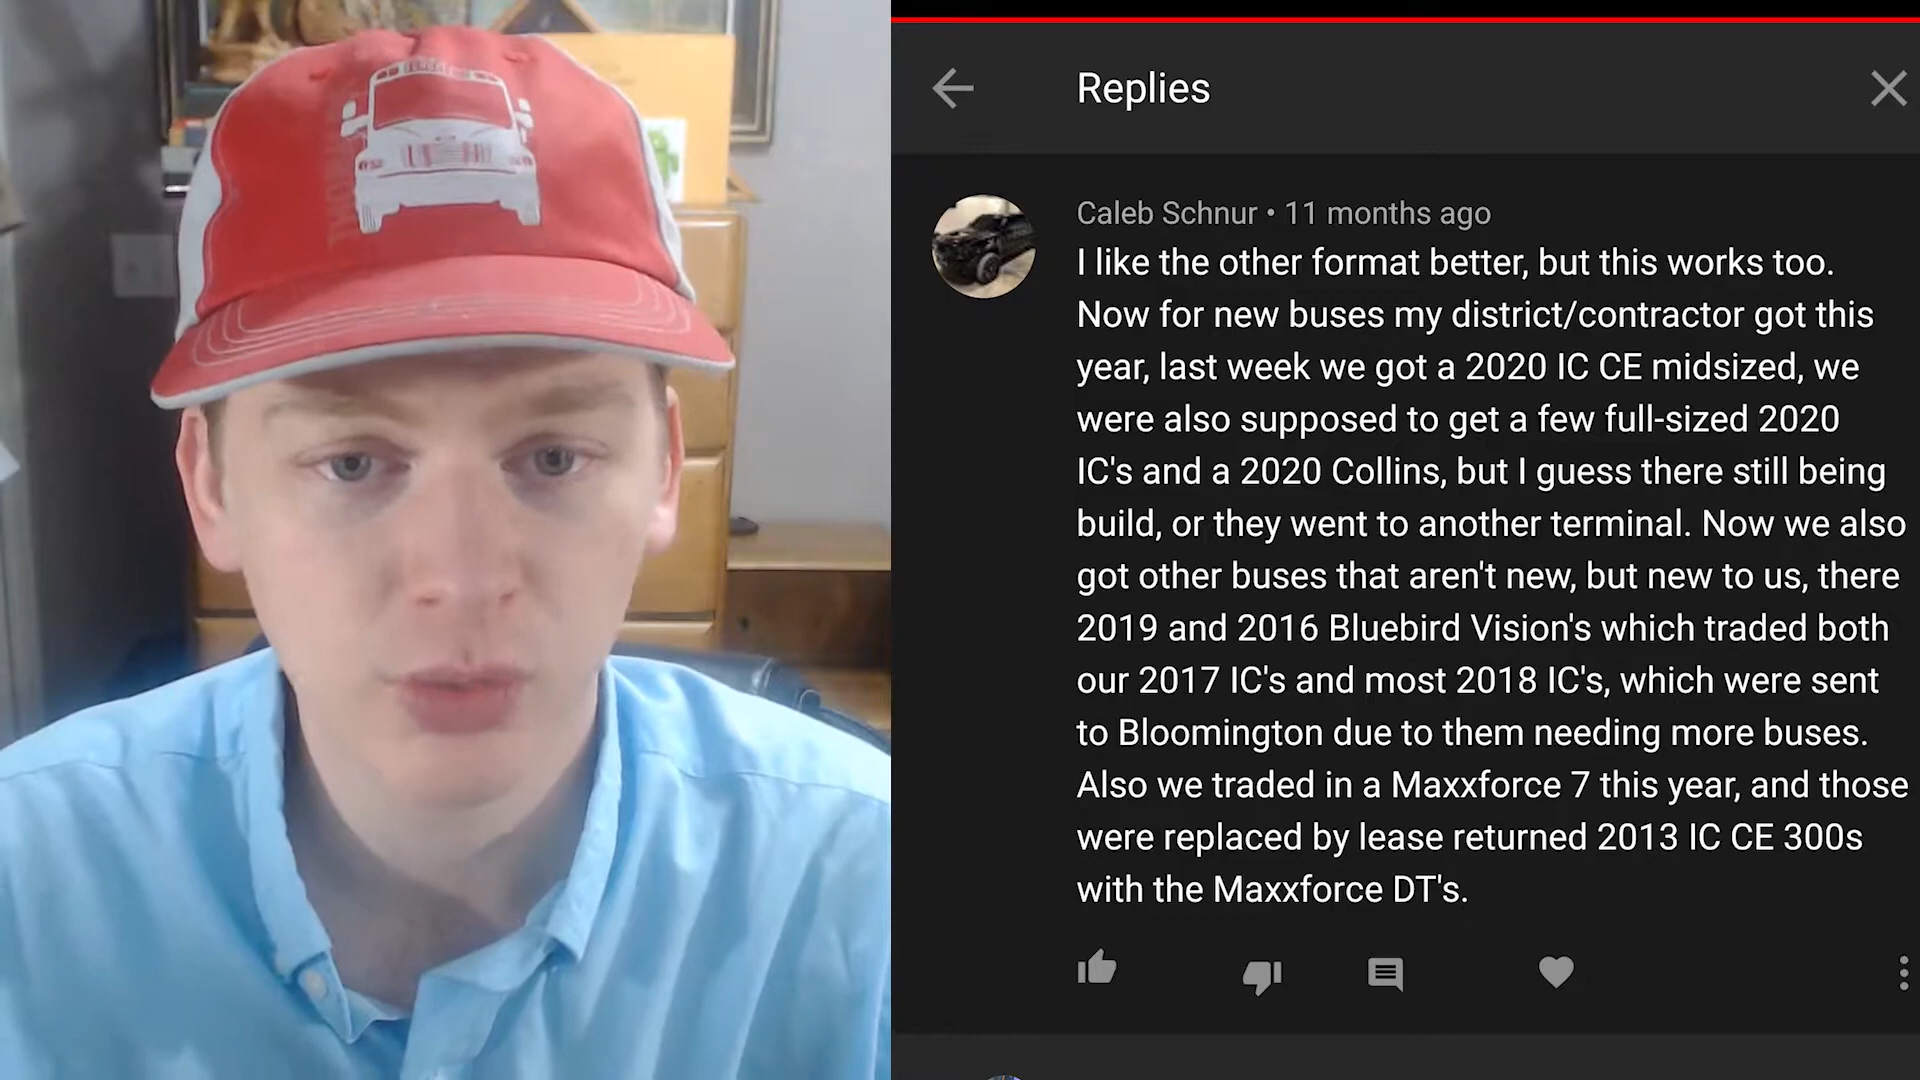 THOMAS
Replies
Caleb Schnur • 11 months ago
I like the other format better, but this works too.
Now for new buses my district/contractor got this
year, last week we got a 2020 IC CE midsized, we
were also supposed to get a few full-sized 2020
IC's and a 2020 Collins, but I guess there still being
build, or they went to another terminal. Now we also
got other buses that aren't new, but new to us, there
2019 and 2016 Bluebird Vision's which traded both
our 2017 IC's and most 2018 IC's, which were sent
to Bloomington due to them needing more buses.
Also we traded in a Maxxforce 7 this year, and those
were replaced by lease returned 2013 IC CE 300s
with the Maxxforce DT's.